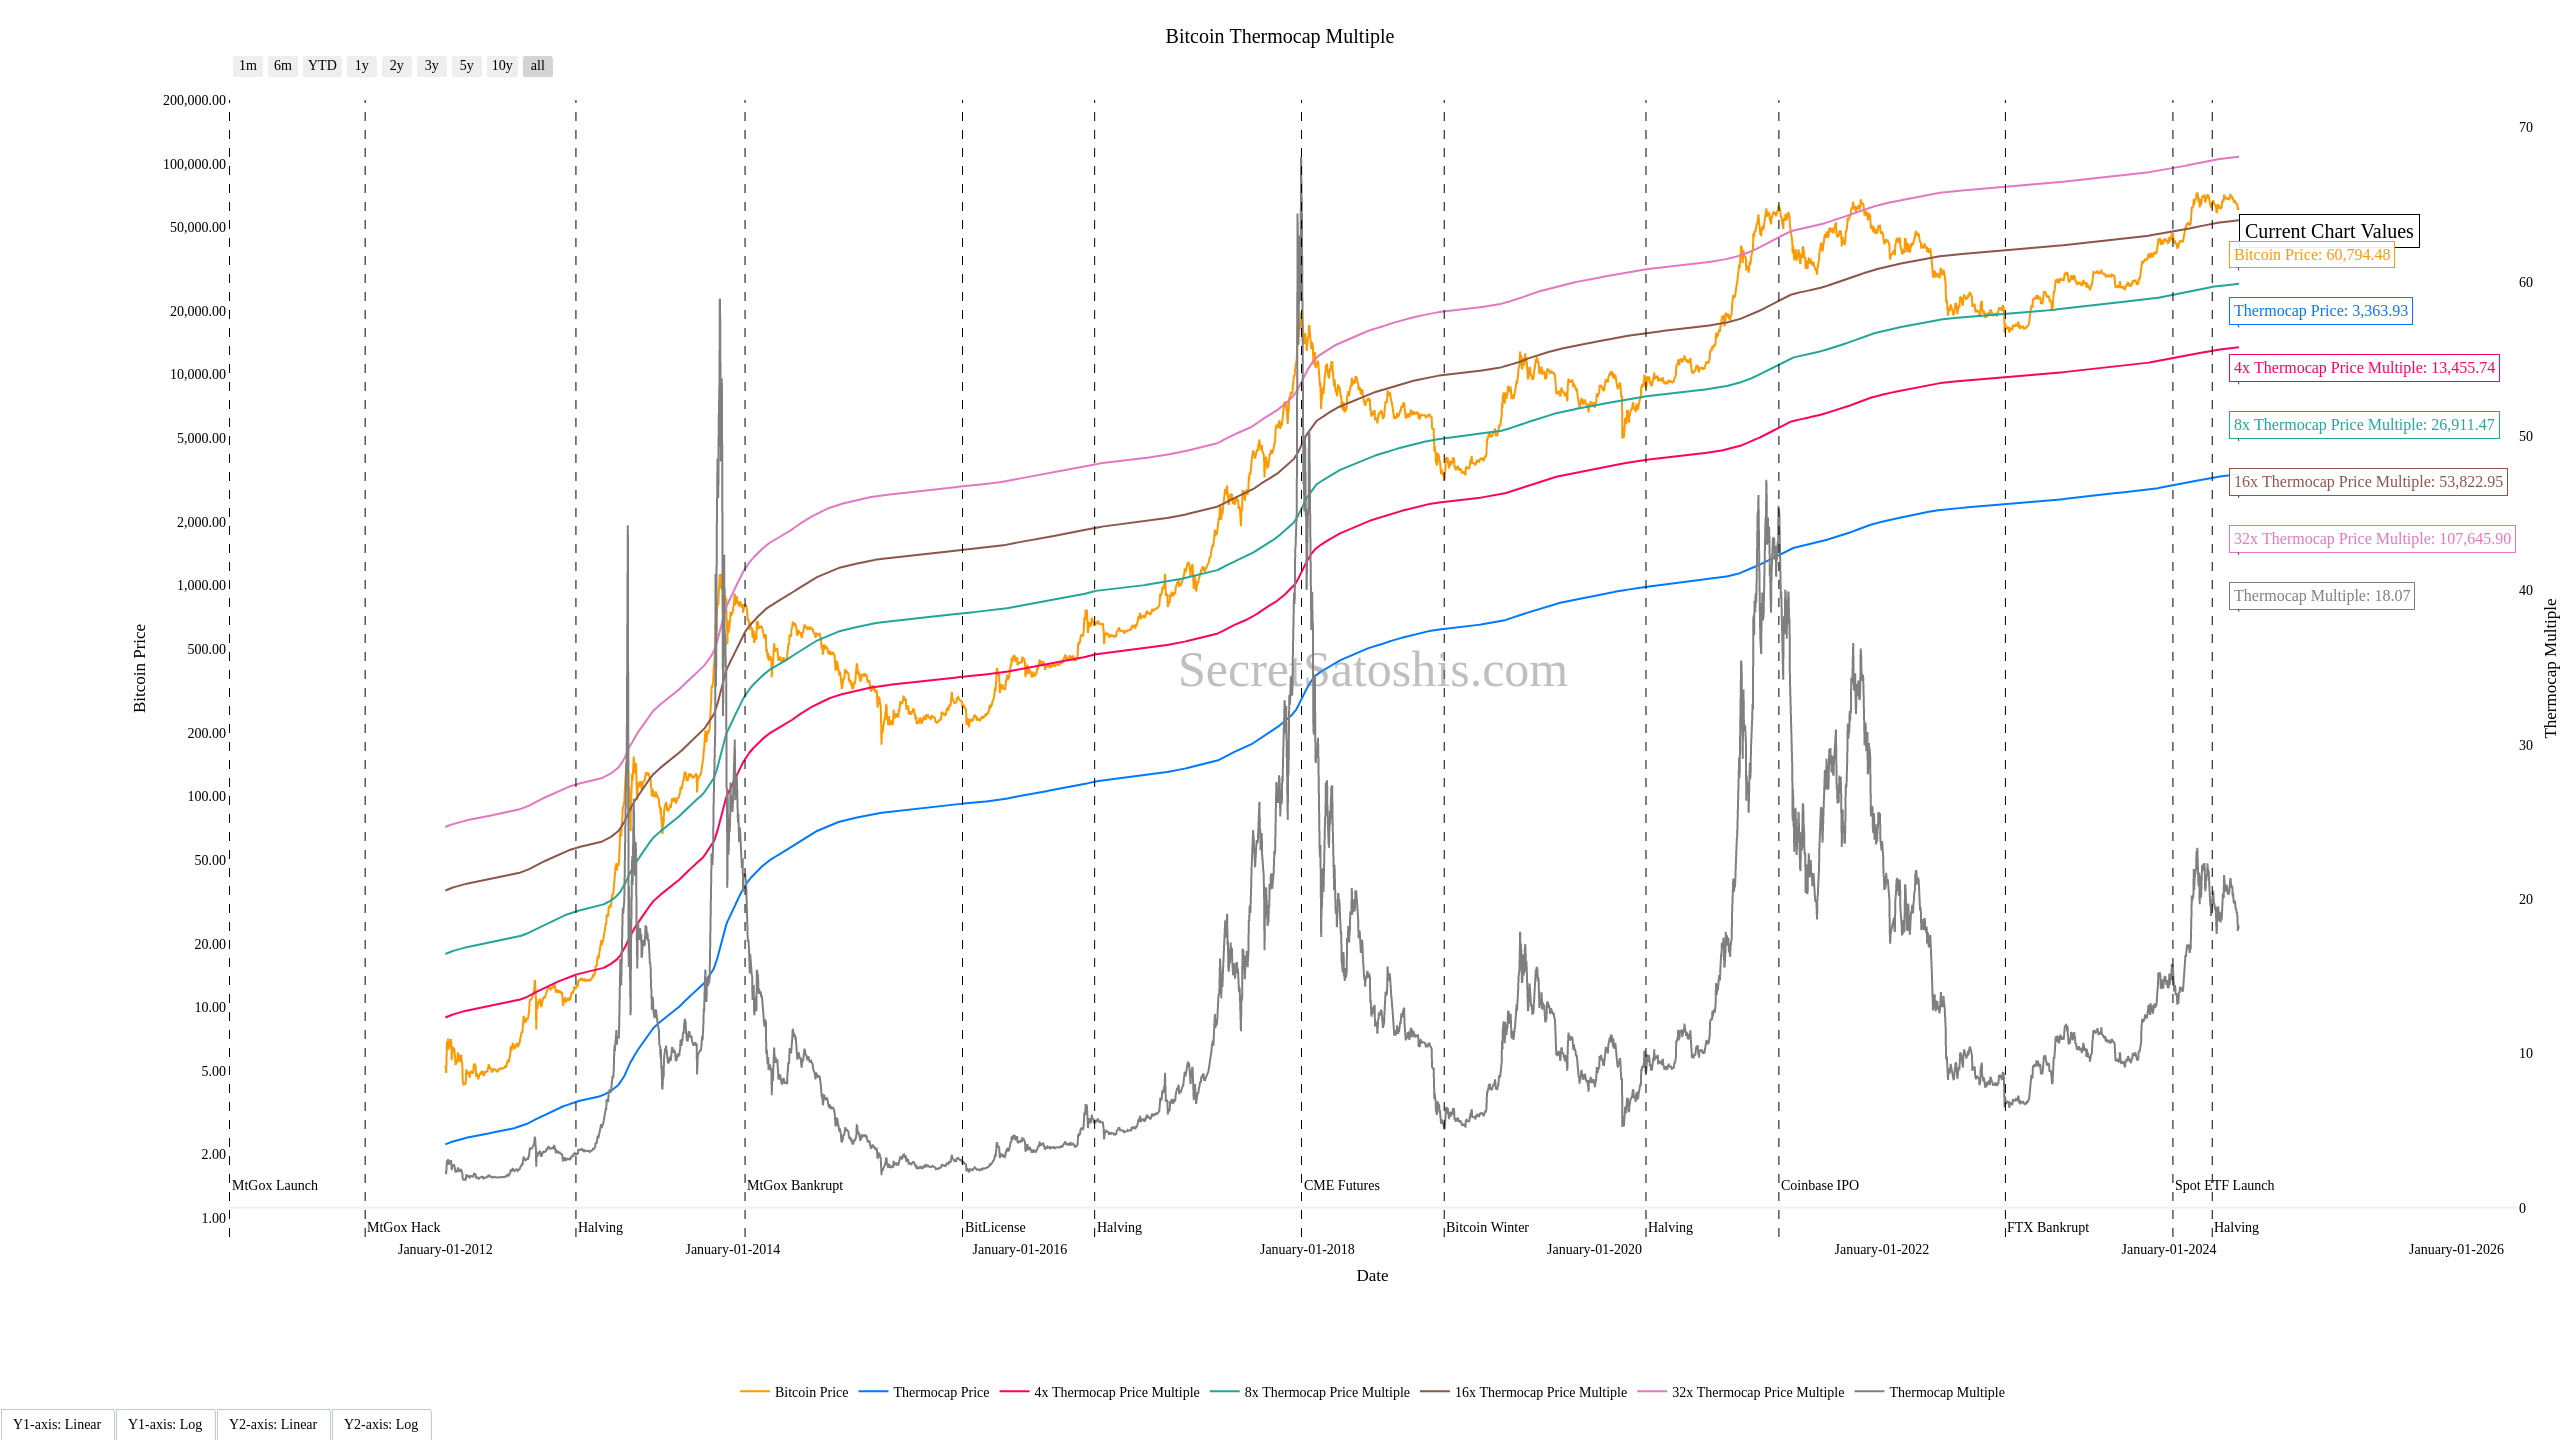 Bitcoin Thermocap Multiple
1m 6m YTD 1y 2y 3y 5y 10y all
200,000.00
100,000.00
50,000.00
20,000.00
10,000.00
5,000.00
2,000.00
1,000.00
500.00
200.00
100.00
50.00
20.00
10.00
5.00
2.00
1.00
Bitcoin Price
70
60
50
40
30
20
10
0
Thermocap Multiple
Current Chart Values
Bitcoin Price: 60,794.48
Thermocap Price: 3,363.93
4x Thermocap Price Multiple: 13,455.74
8x Thermocap Price Multiple: 26,911.47
16x Thermocap Price Multiple: 53,822.95
32x Thermocap Price Multiple: 107,645.90
Thermocap Multiple: 18.07
SecretSatoshis.com
MtGox Launch MtGox Bankrupt CME Futures Coinbase IPO Spot ETF Launch
MtGox Hack Halving BitLicense Halving Bitcoin Winter Halving FTX Bankrupt Halving
January-01-2012 January-01-2014 January-01-2016 January-01-2018 January-01-2020 January-01-2022 January-01-2024 January-01-2026
Date
Bitcoin Price Thermocap Price 4x Thermocap Price Multiple 8x Thermocap Price Multiple 16x Thermocap Price Multiple 32x Thermocap Price Multiple Thermocap Multiple
Y1-axis: Linear Y1-axis: Log Y2-axis: Linear Y2-axis: Log